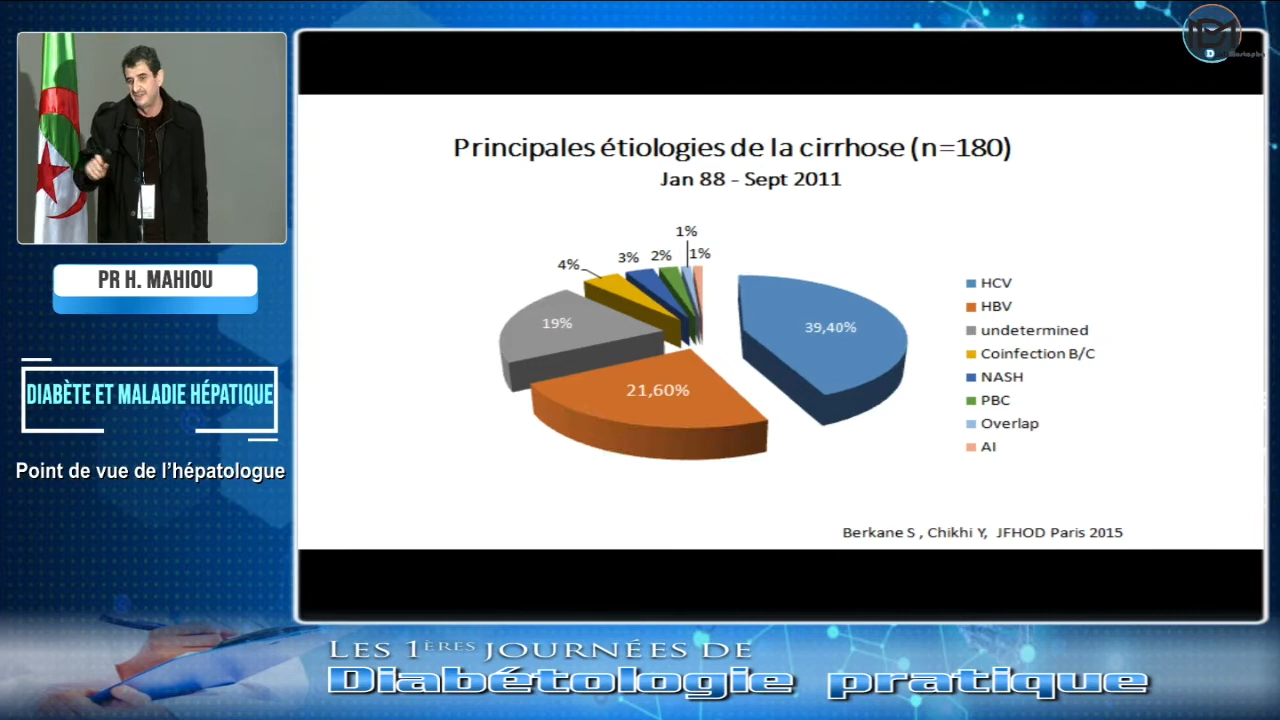 DM
D Mustapha
PR H. MAHIOU
DIABÈTE ET MALADIE HÉPATIQUE
Point de vue de l'hépatologue
Principales étiologies de la cirrhose (n=180)
Jan 88 - Sept 2011
1%
4%
3%
2%
1%
19%
39,40%
21,60%
HCV
HBV
undetermined
Coinfection B/C
NASH
PBC
Overlap
AI
Berkane S , Chikhi Y, JFHOD Paris 2015
LES 1ÈRES JOURNÉES DE
Diabétologie pratique